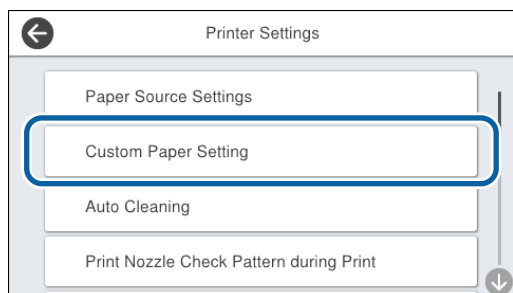 Printer Settings
Paper Source Settings
Custom Paper Setting
Auto Cleaning
Print Nozzle Check Pattern during Print